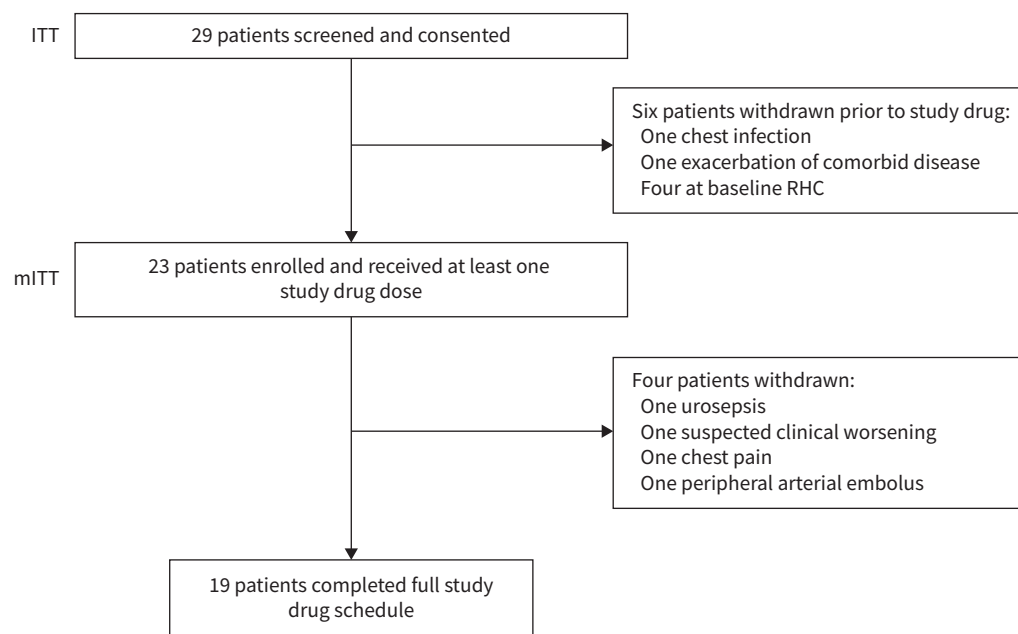 ITT
29 patients screened and consented
Six patients withdrawn prior to study drug:
One chest infection
One exacerbation of comorbid disease
Four at baseline RHC
mITT
23 patients enrolled and received at least one
study drug dose
Four patients withdrawn:
One urosepsis
One suspected clinical worsening
One chest pain
One peripheral arterial embolus
19 patients completed full study
drug schedule